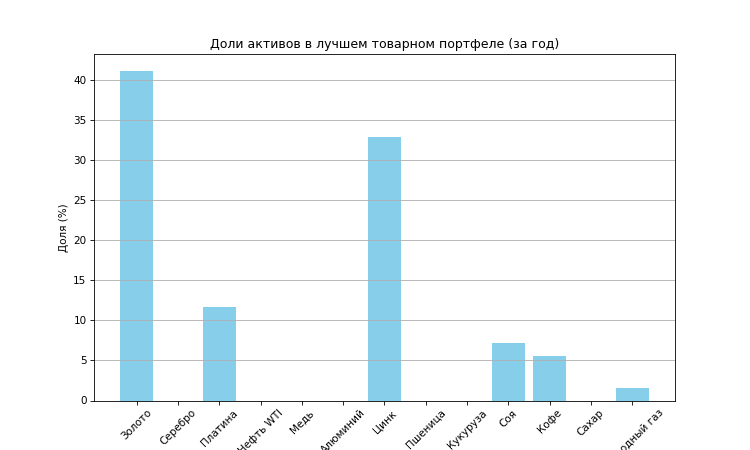 Доли активов в лучшем товарном портфеле (за год)
Доля (%)
40
35
30
25
20
15
10
5
0
Золото
Серебро
Платина
Нефть WTI
Медь
Алюминий
Цинк
Пшеница
Кукуруза
Соя
Кофе
Сахар
газ